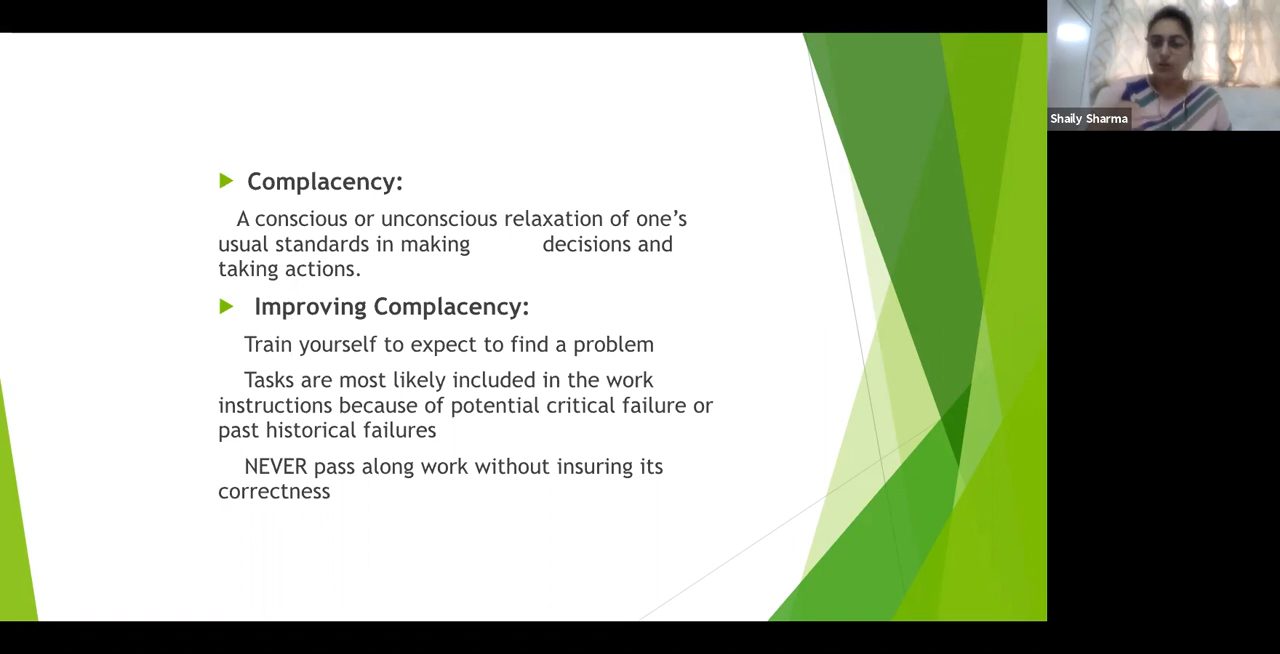 Complacency:
A conscious or unconscious relaxation of one’s
usual standards in making decisions and
taking actions.
Improving Complacency:
Train yourself to expect to find a problem
Tasks are most likely included in the work
instructions because of potential critical failure or
past historical failures
NEVER pass along work without insuring its
correctness
Shaily Sharma